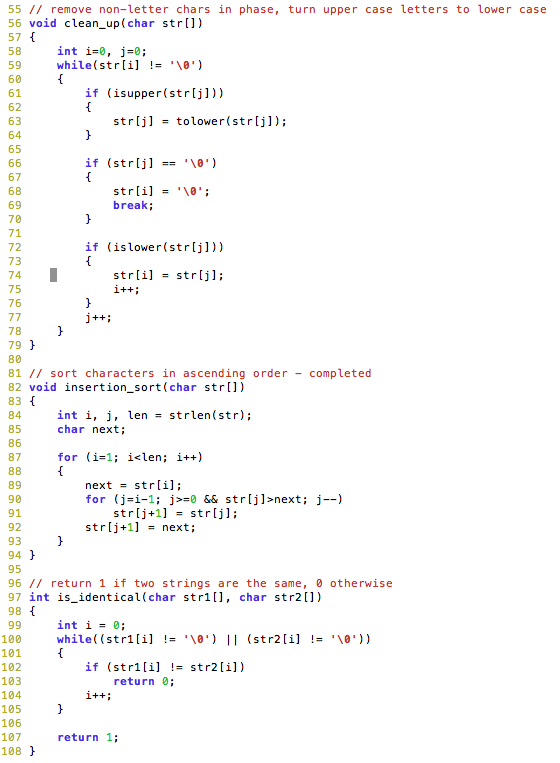 55 // remove non-letter chars in phase, turn upper case letters to lower case
56 void clean_up(char str[])
57 {
58     int i=0, j=0;
59     while(str[i] != '\0')
60     {
61         if (isupper(str[j]))
62         {
63             str[j] = tolower(str[j]);
64         }
65
66         if (str[j] == '\0')
67         {
68             str[i] = '\0';
69             break;
70         }
71
72         if (islower(str[j]))
73         {
74             str[i] = str[j];
75             i++;
76         }
77         j++;
78     }
79 }
80
81 // sort characters in ascending order – completed
82 void insertion_sort(char str[])
83 {
84     int i, j, len = strlen(str);
85     char next;
86
87     for (i=1; i<len; i++)
88     {
89         next = str[i];
90         for (j=i-1; j>=0 && str[j]>next; j--)
91             str[j+1] = str[j];
92         str[j+1] = next;
93     }
94 }
95
96 // return 1 if two strings are the same, 0 otherwise
97 int is_identical(char str1[], char str2[])
98 {
99     int i = 0;
100     while((str1[i] != '\0') || (str2[i] != '\0'))
101     {
102         if (str1[i] != str2[i])
103             return 0;
104         i++;
105     }
106
107     return 1;
108 }